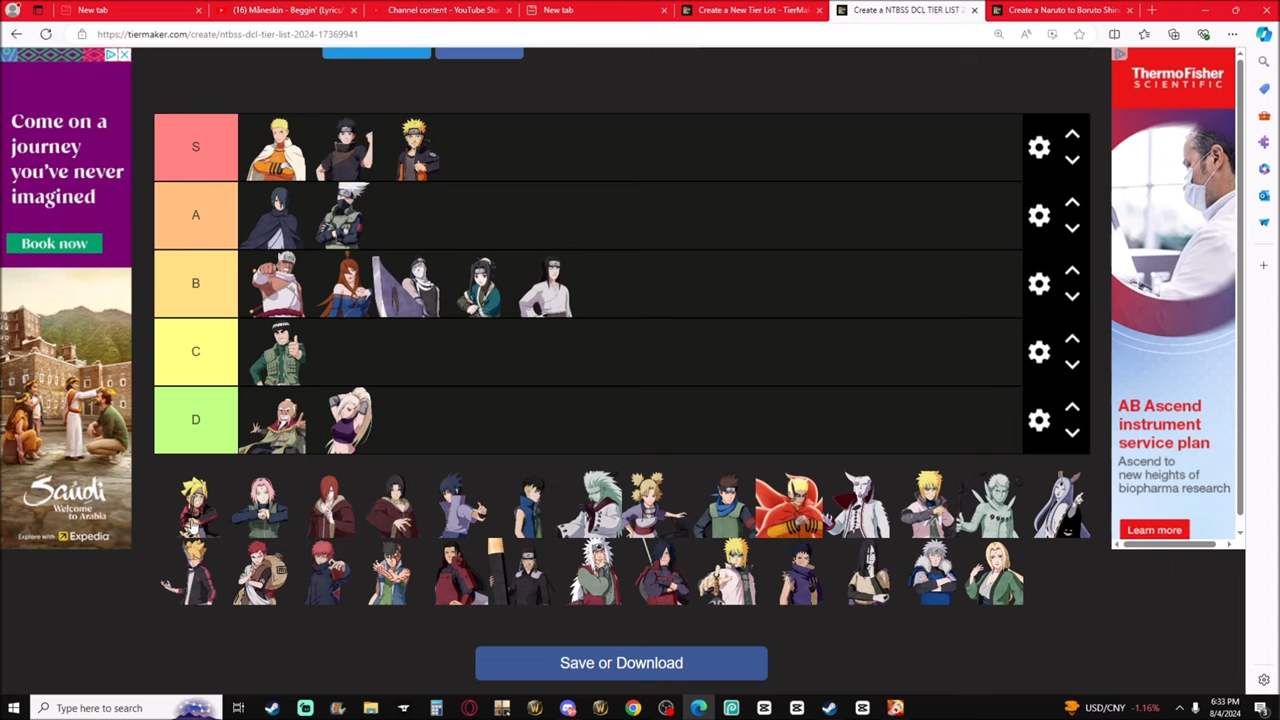 New tab
(16) Måneskin - Beggin' (Lyrics/
Channel content - YouTube Stu
New tab
Create a New Tier List - TierMa
Create a NTBSS DCL TIER LIST 2
Create a Naruto to Boruto Shin
https://tiermaker.com/create/ntbss-dcl-tier-list-2024-17369941
Come on a
journey
you've never
imagined
Book now
Saudi
Welcome
to Arabia
Explore with Expedia
S
A
B
C
D
Save or Download
ThermoFisher
SCIENTIFIC
AB Ascend
instrument
service plan
Ascend to
new heights of
biopharma research
Learn more
Type here to search
USD/CNY -1.16%
6:33 PM
8/4/2024